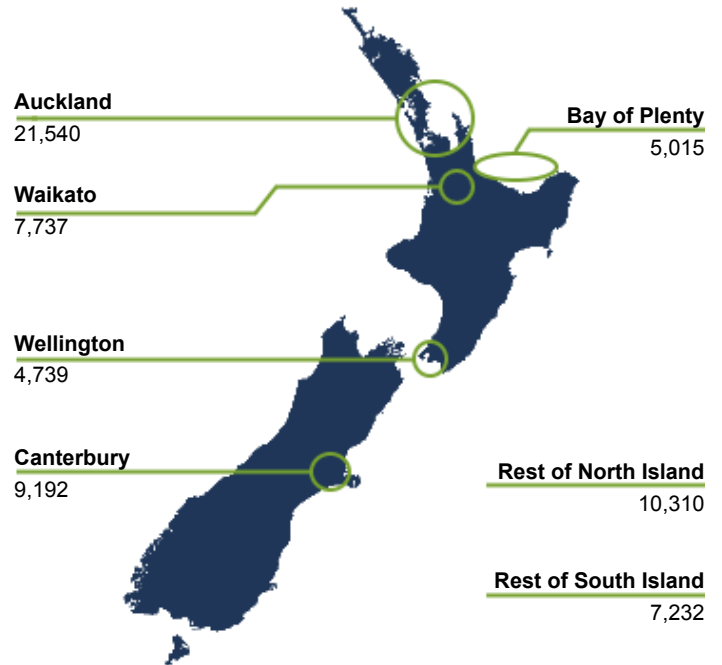 Auckland
21,540
Bay of Plenty
5,015
Waikato
7,737
Wellington
4,739
Canterbury
9,192
Rest of North Island
10,310
Rest of South Island
7,232